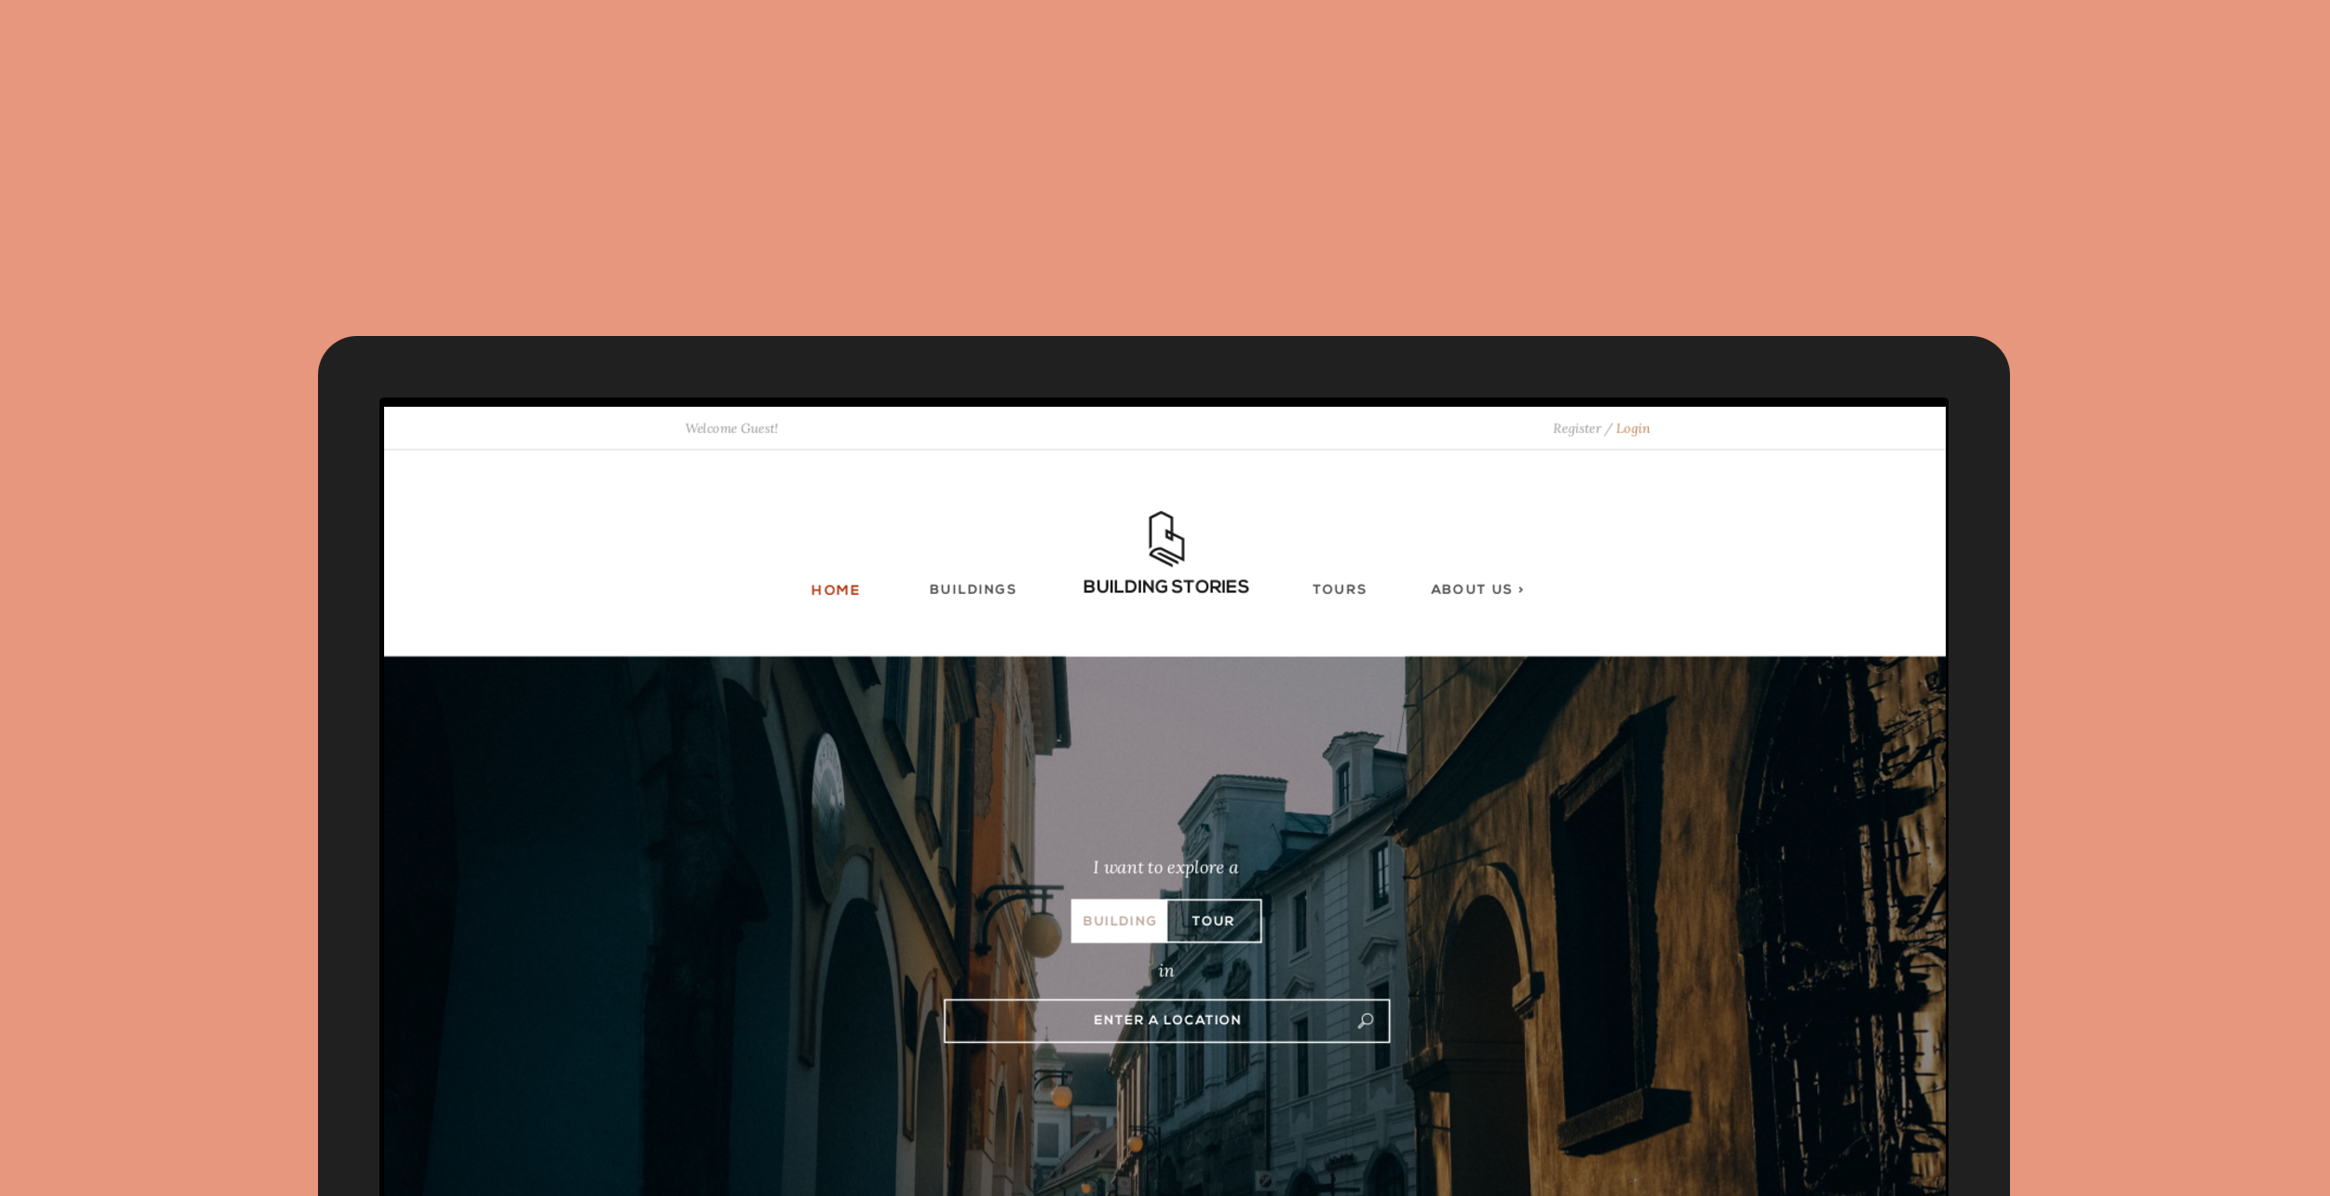 Welcome Guest!
Register / Login
HOME
BUILDINGS
BUILDING STORIES
TOURS
ABOUT US ›
I want to explore a
BUILDING
TOUR
in
ENTER A LOCATION